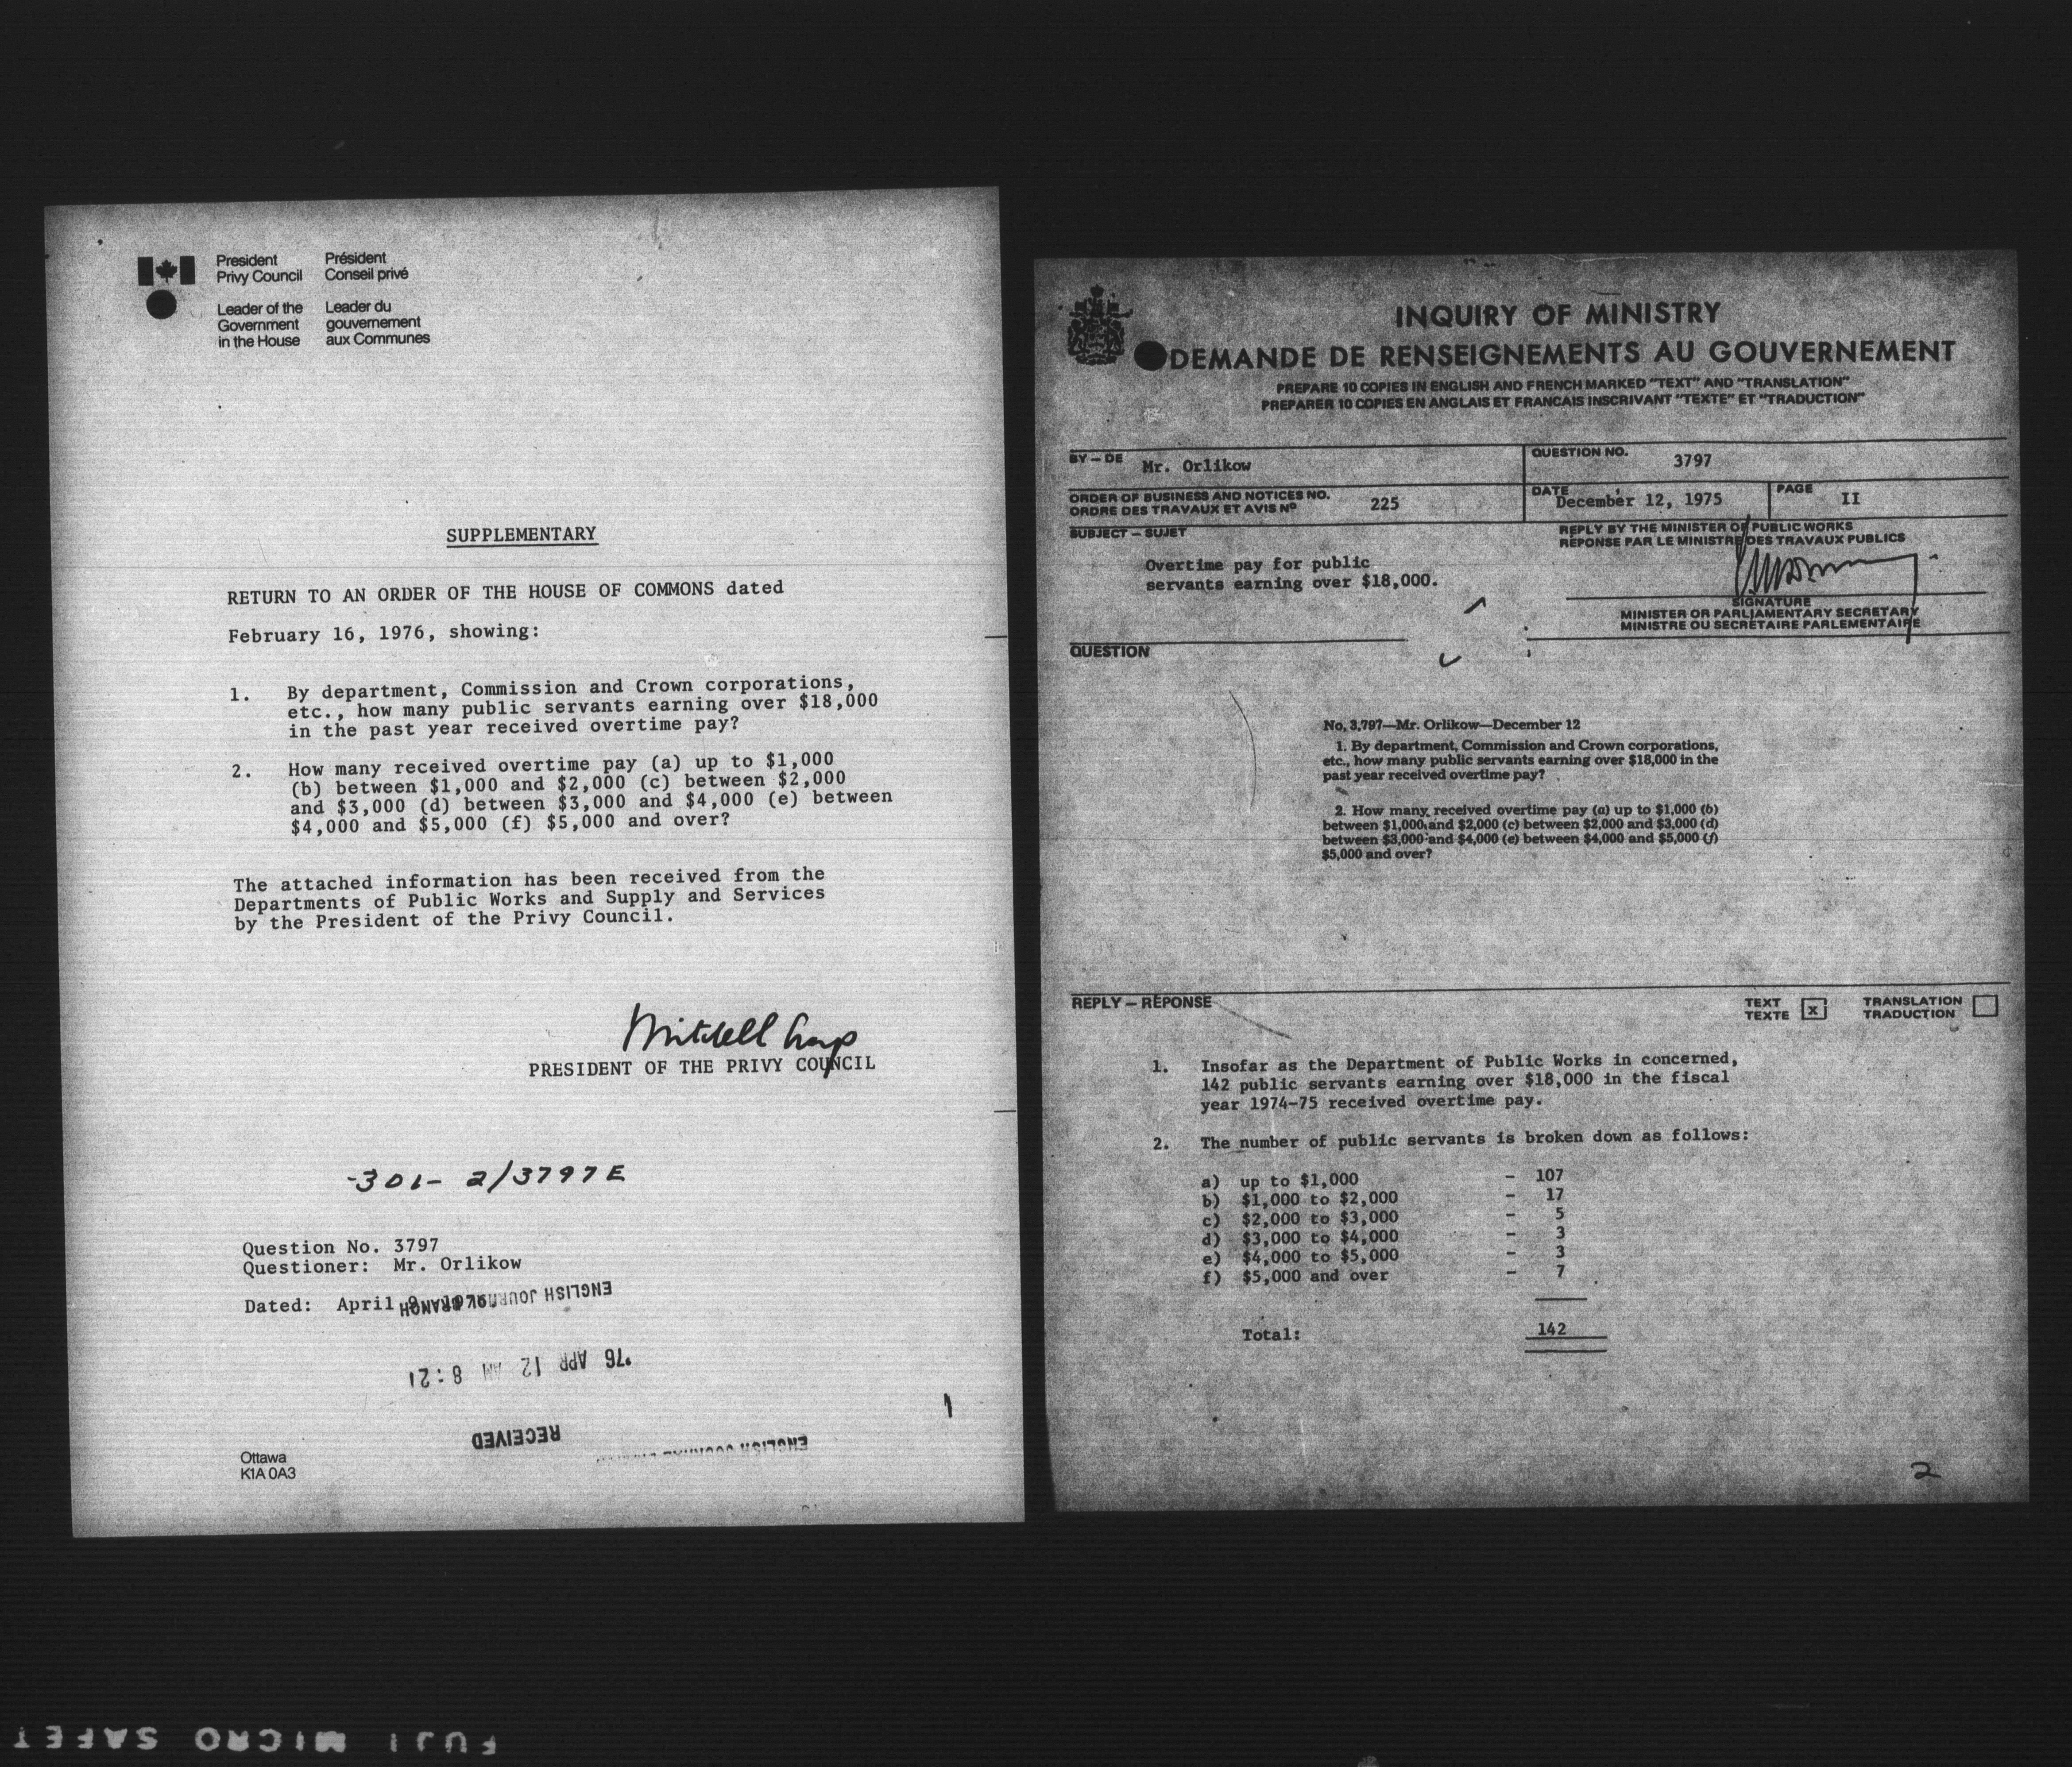 President
Privy Council
Président
Conseil privé
Leader of the
Government
in the House
Leader du
gouvernement
aux Communes
SUPPLEMENTARY
RETURN TO AN ORDER OF THE HOUSE OF COMMONS dated
February 16, 1976, showing:
1. By department, Commission and Crown corporations,
etc., how many public servants earning over $18,000
in the past year received overtime pay?
2. How many received overtime pay (a) up to $1,000
(b) between $1,000 and $2,000 (c) between $2,000
and $3,000 (d) between $3,000 and $4,000 (e) between
$4,000 and $5,000 (f) $5,000 and over?
The attached information has been received from the
Departments of Public Works and Supply and Services
by the President of the Privy Council.
Mitchell Sharp
PRESIDENT OF THE PRIVY COUNCIL
301-2/3797E
Question No. 3797
Questioner: Mr. Orlikow
Dated: April
ENGLISH JOURNAL BRANCH
'76 APR 12 AM 8:21
RECEIVED
ENGLISH JOURNAL
1
Ottawa
K1A 0A3
INQUIRY OF MINISTRY
DEMANDE DE RENSEIGNEMENTS AU GOUVERNEMENT
PREPARE 10 COPIES IN ENGLISH AND FRENCH MARKED "TEXT" AND "TRANSLATION"
PREPARER 10 COPIES EN ANGLAIS ET FRANCAIS INSCRIVANT "TEXTE" ET "TRADUCTION"
BY – DE Mr. Orlikow
QUESTION NO. 3797
ORDER OF BUSINESS AND NOTICES NO.
ORDRE DES TRAVAUX ET AVIS Nº 225
DATE December 12, 1975
PAGE II
SUBJECT – SUJET
Overtime pay for public
servants earning over $18,000.
REPLY BY THE MINISTER OF PUBLIC WORKS
RÉPONSE PAR LE MINISTRE DES TRAVAUX PUBLICS
SIGNATURE
MINISTER OR PARLIAMENTARY SECRETARY
MINISTRE OU SECRÉTAIRE PARLEMENTAIRE
QUESTION
No. 3,797—Mr. Orlikow—December 12
1. By department, Commission and Crown corporations,
etc., how many public servants earning over $18,000 in the
past year received overtime pay?
2. How many received overtime pay (a) up to $1,000 (b)
between $1,000 and $2,000 (c) between $2,000 and $3,000 (d)
between $3,000 and $4,000 (e) between $4,000 and $5,000 (f)
$5,000 and over?
REPLY – RÉPONSE
TEXT
TEXTE x
TRANSLATION
TRADUCTION
1. Insofar as the Department of Public Works in concerned,
142 public servants earning over $18,000 in the fiscal
year 1974-75 received overtime pay.
2. The number of public servants is broken down as follows:
a) up to $1,000 - 107
b) $1,000 to $2,000 - 17
c) $2,000 to $3,000 - 5
d) $3,000 to $4,000 - 3
e) $4,000 to $5,000 - 3
f) $5,000 and over - 7
Total: 142
2
FUJI MICRO SAFET